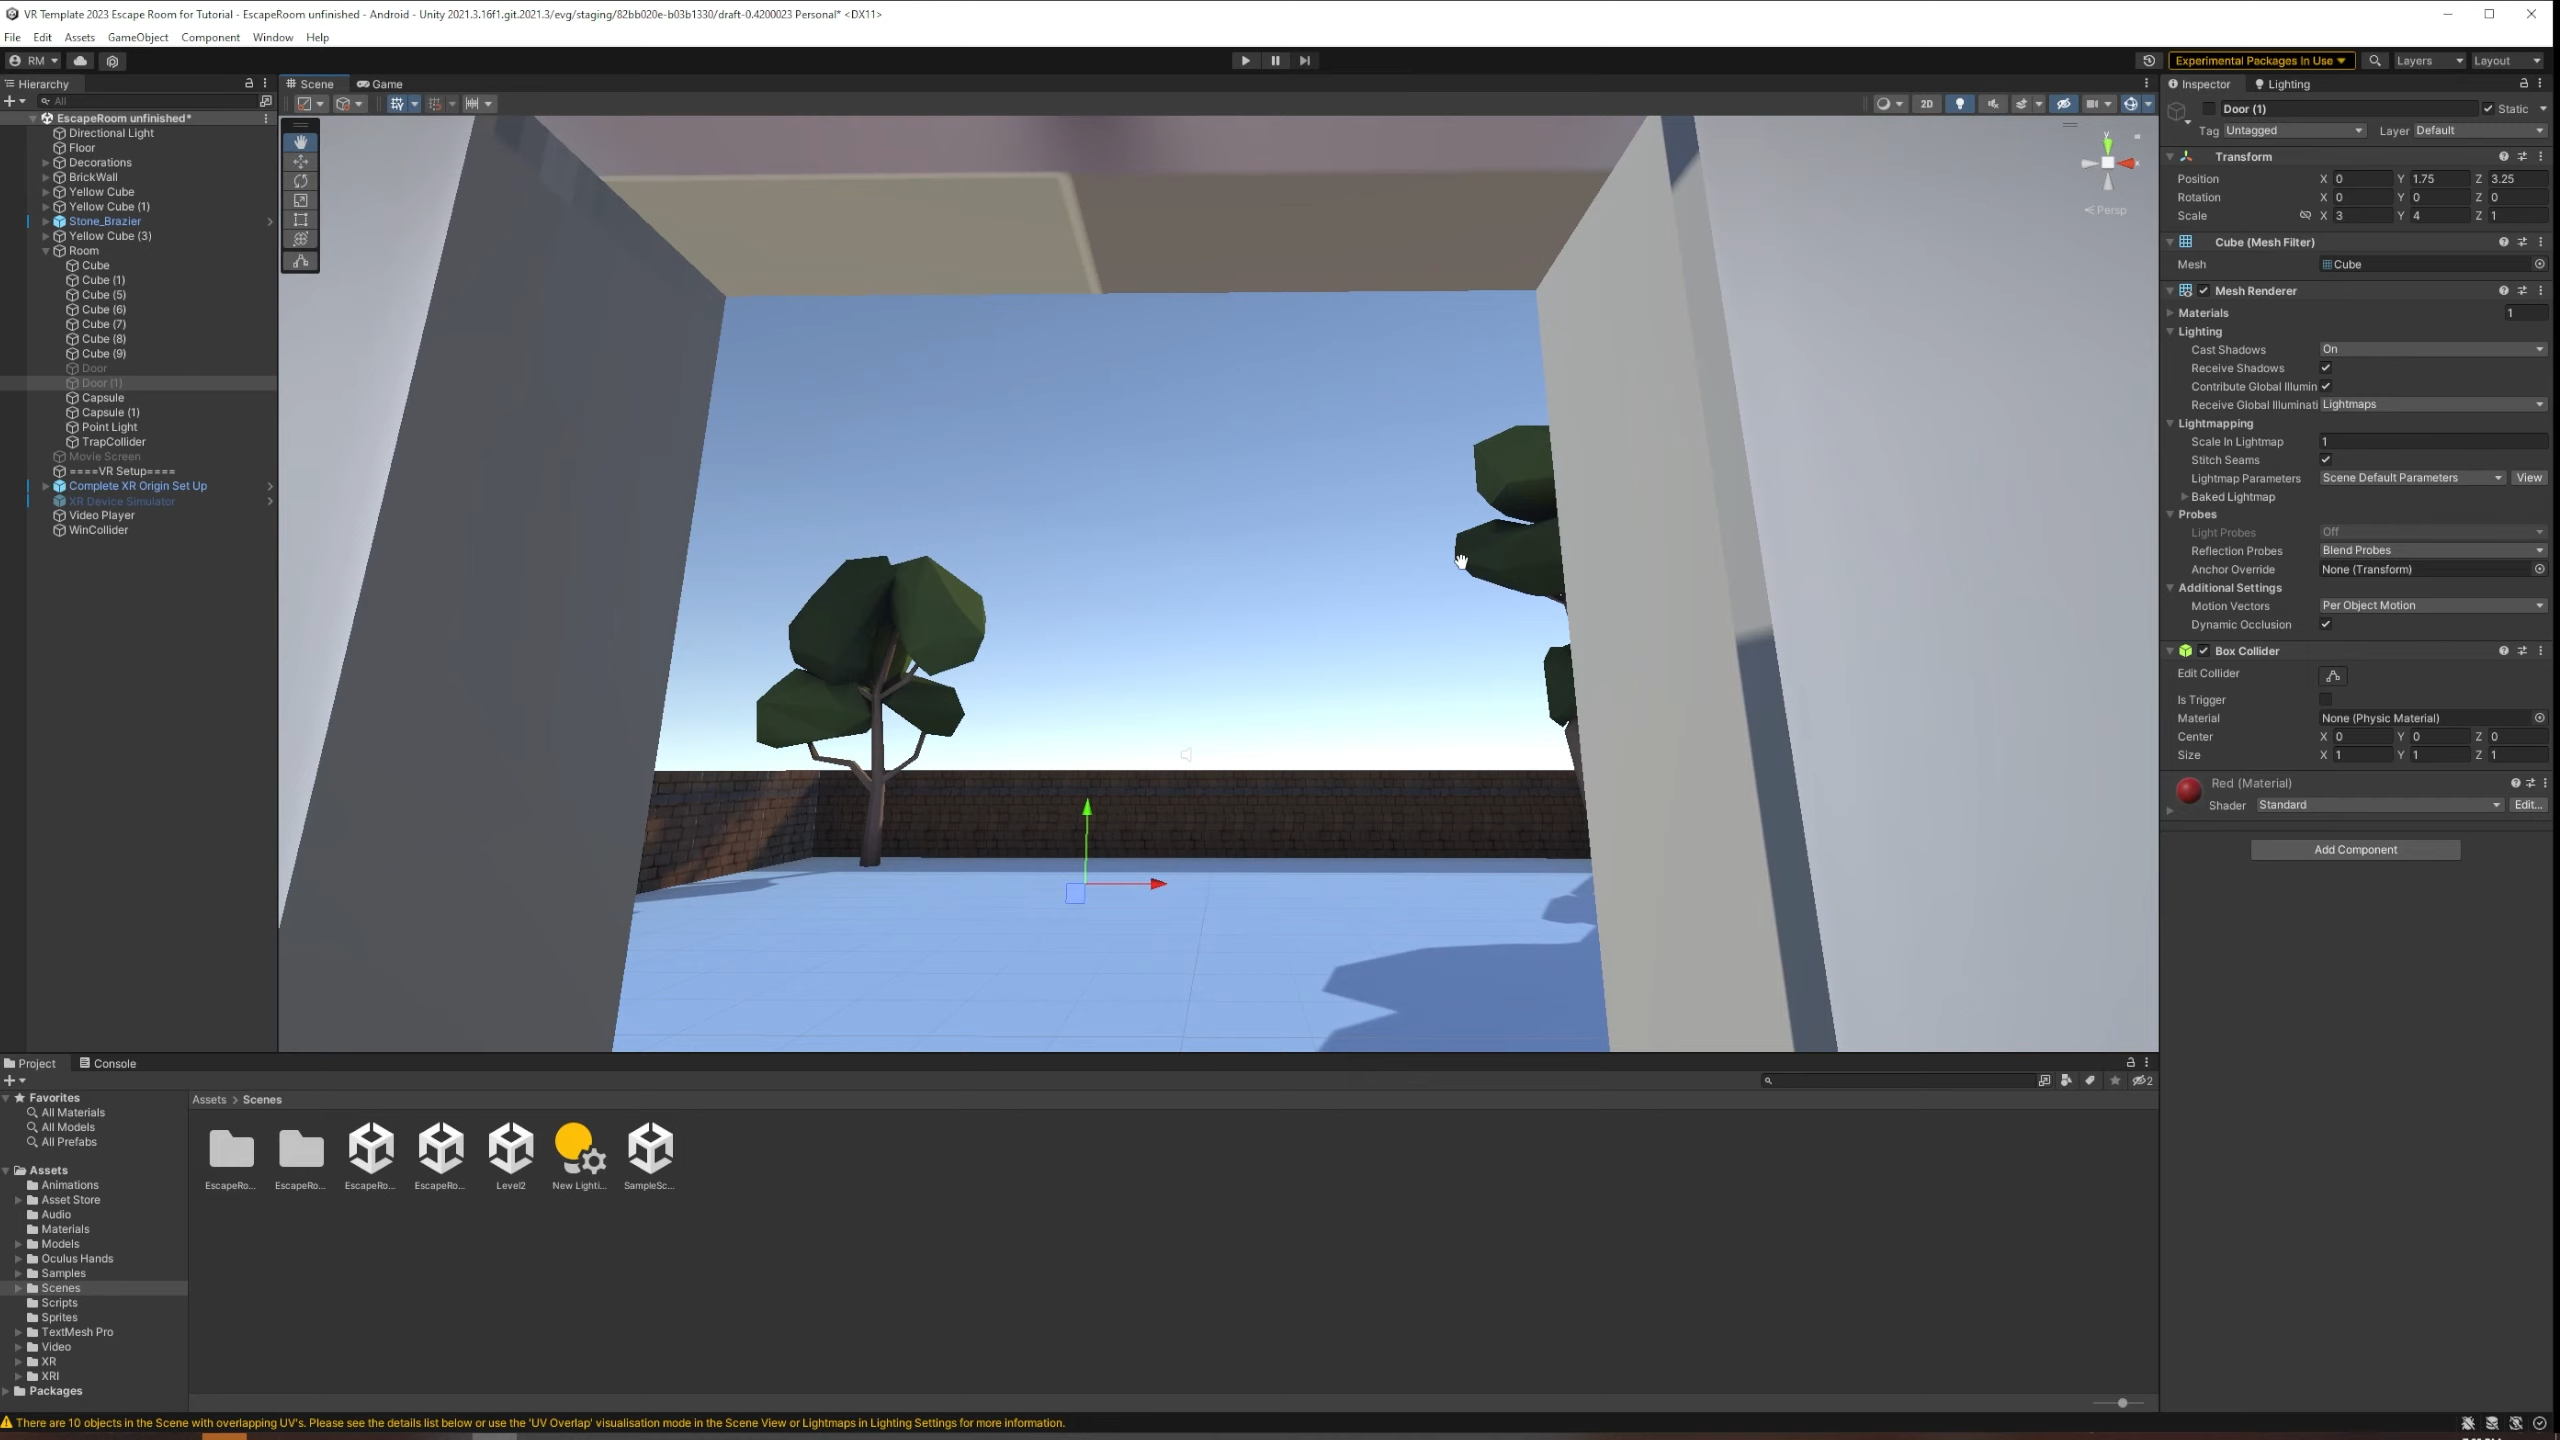 VR Template 2023 Escape Room for Tutorial - EscapeRoom unfinished - Android - Unity 2021.3.16f1.git.2021.3/evg/staging/82bb020e-b03b1330/draft-0.4200023 Personal* <DX11>
File Edit Assets GameObject Component Window Help
RM
Experimental Packages In Use
Layers
Layout
Hierarchy
Scene
Game
Inspector
Lighting
All
2D
EscapeRoom unfinished*
Directional Light
Floor
Decorations
BrickWall
Yellow Cube
Yellow Cube (1)
Stone_Brazier
Yellow Cube (3)
Room
Cube
Cube (1)
Cube (5)
Cube (6)
Cube (7)
Cube (8)
Cube (9)
Door
Door (1)
Capsule
Capsule (1)
Point Light
TrapCollider
Movie Screen
====VR Setup====
Complete XR Origin Set Up
XR Device Simulator
Video Player
WinCollider
y
Persp
Door (1)
Static
Tag Untagged Layer Default
Transform
Position X 0 Y 1.75 Z 3.25
Rotation X 0 Y 0 Z 0
Scale X 3 Y 4 Z 1
Cube (Mesh Filter)
Mesh Cube
Mesh Renderer
Materials 1
Lighting
Cast Shadows On
Receive Shadows
Contribute Global Illumin
Receive Global Illuminati Lightmaps
Lightmapping
Scale In Lightmap 1
Stitch Seams
Lightmap Parameters Scene Default Parameters View
Baked Lightmap
Probes
Light Probes Off
Reflection Probes Blend Probes
Anchor Override None (Transform)
Additional Settings
Motion Vectors Per Object Motion
Dynamic Occlusion
Box Collider
Edit Collider
Is Trigger
Material None (Physic Material)
Center X 0 Y 0 Z 0
Size X 1 Y 1 Z 1
Red (Material)
Shader Standard Edit...
Add Component
Project
Console
2
Favorites
All Materials
All Models
All Prefabs
Assets
Animations
Asset Store
Audio
Materials
Models
Oculus Hands
Samples
Scenes
Scripts
Sprites
TextMesh Pro
Video
XR
XRI
Packages
Assets > Scenes
EscapeRo...
EscapeRo...
EscapeRo...
EscapeRo...
Level2
New Lighti...
SampleSc...
There are 10 objects in the Scene with overlapping UV's. Please see the details list below or use the 'UV Overlap' visualisation mode in the Scene View or Lightmaps in Lighting Settings for more information.